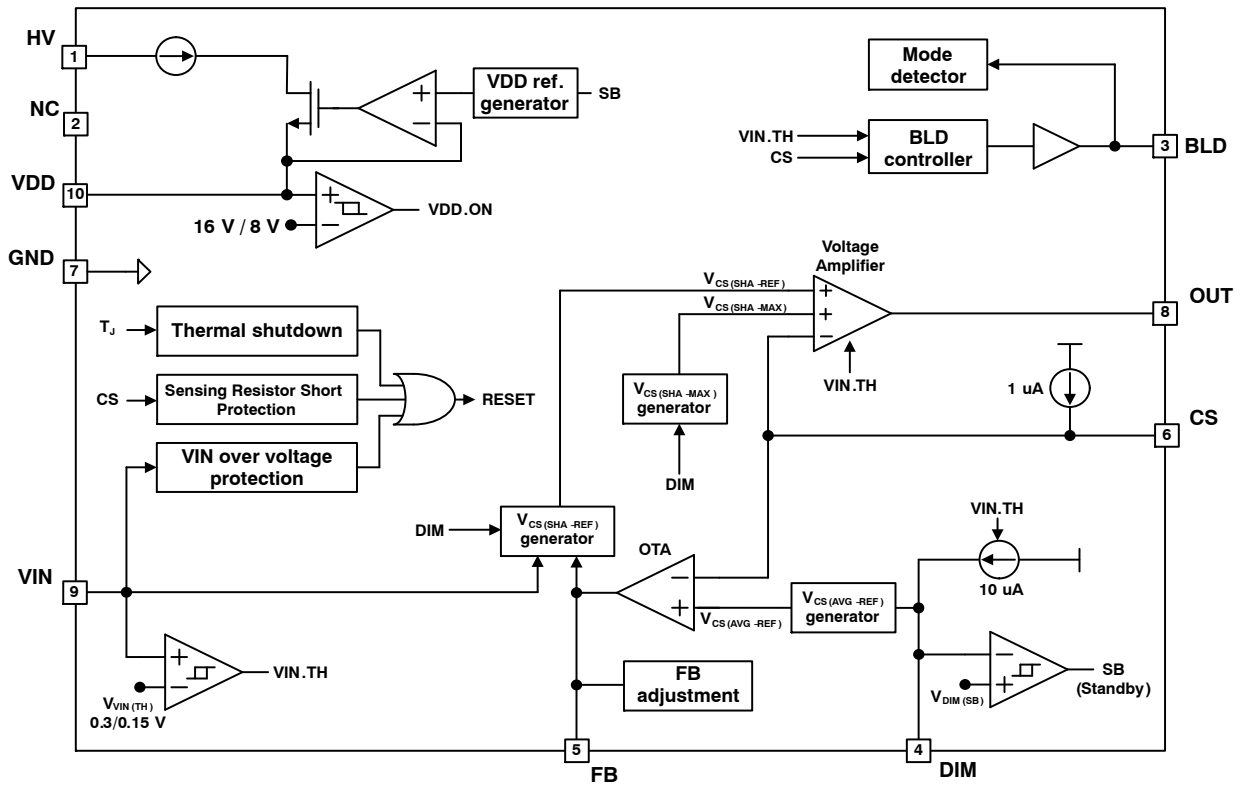 HV
1
NC
2
VDD
10
GND
7
VDD ref.
generator
SB
+
−
+
−
16 V / 8 V
VDD.ON
Mode
detector
VIN.TH
CS
BLD
controller
3
BLD
TJ
Thermal shutdown
CS
Sensing Resistor Short
Protection
VIN over voltage
protection
RESET
Voltage
Amplifier
VCS(SHA -REF)
VCS(SHA -MAX)
+
+
−
VIN.TH
8
OUT
VCS(SHA -MAX)
generator
DIM
1 uA
6
CS
DIM
VCS(SHA -REF)
generator
VIN
9
+
−
VIN.TH
VVIN(TH)
0.3/0.15 V
OTA
−
+
VCS(AVG -REF)
VCS(AVG -REF)
generator
VIN.TH
10 uA
−
+
VDIM(SB)
SB
(Standby)
FB
adjustment
5
FB
4
DIM